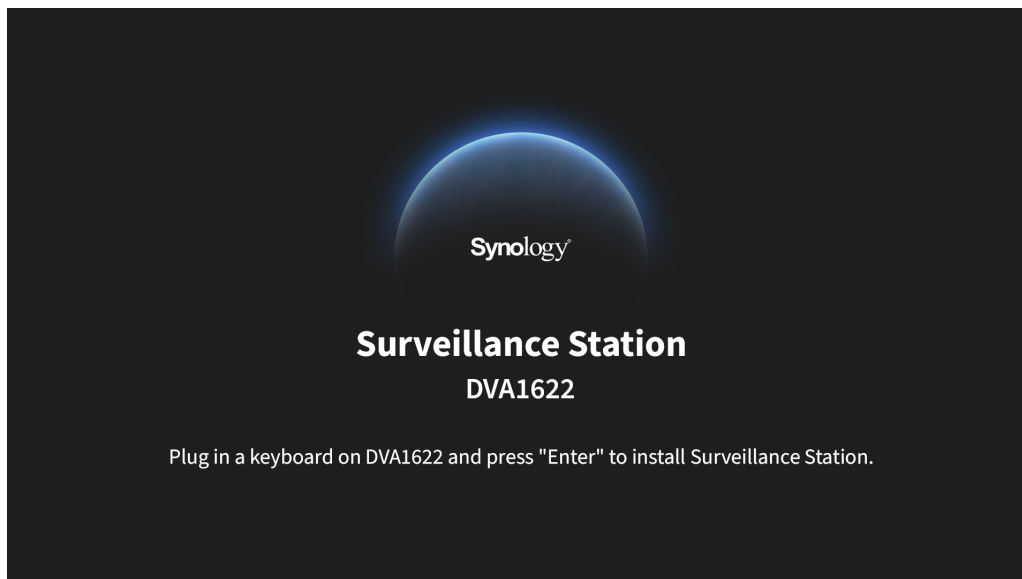 Synology®
Surveillance Station
DVA1622
Plug in a keyboard on DVA1622 and press "Enter" to install Surveillance Station.